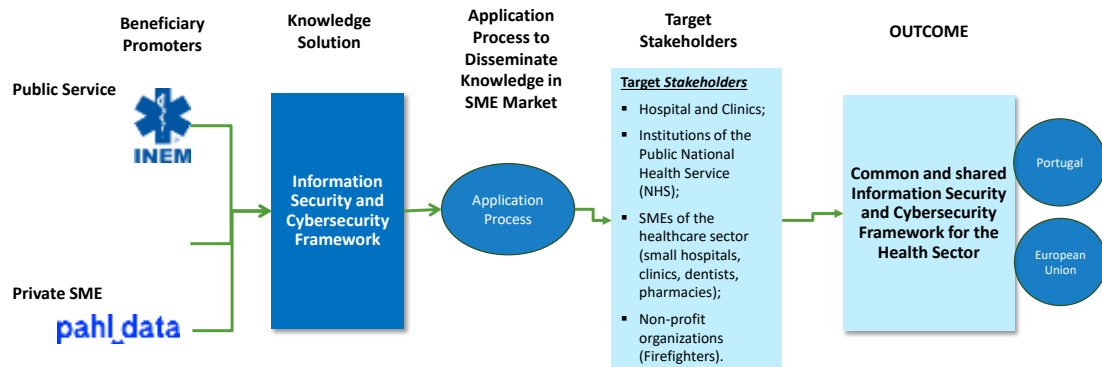 Beneficiary
Promoters
Knowledge
Solution
Application
Process to
Disseminate
Knowledge in
SME Market
Target
Stakeholders
OUTCOME
Public Service
INEM
Private SME
pahl_data
Information
Security and
Cybersecurity
Framework
Application
Process
Target Stakeholders
▪ Hospital and Clinics;
▪ Institutions of the
Public National
Health Service
(NHS);
▪ SMEs of the
healthcare sector
(small hospitals,
clinics, dentists,
pharmacies);
▪ Non-profit
organizations
(Firefighters).
Common and shared
Information Security
and Cybersecurity
Framework for the
Health Sector
Portugal
European
Union